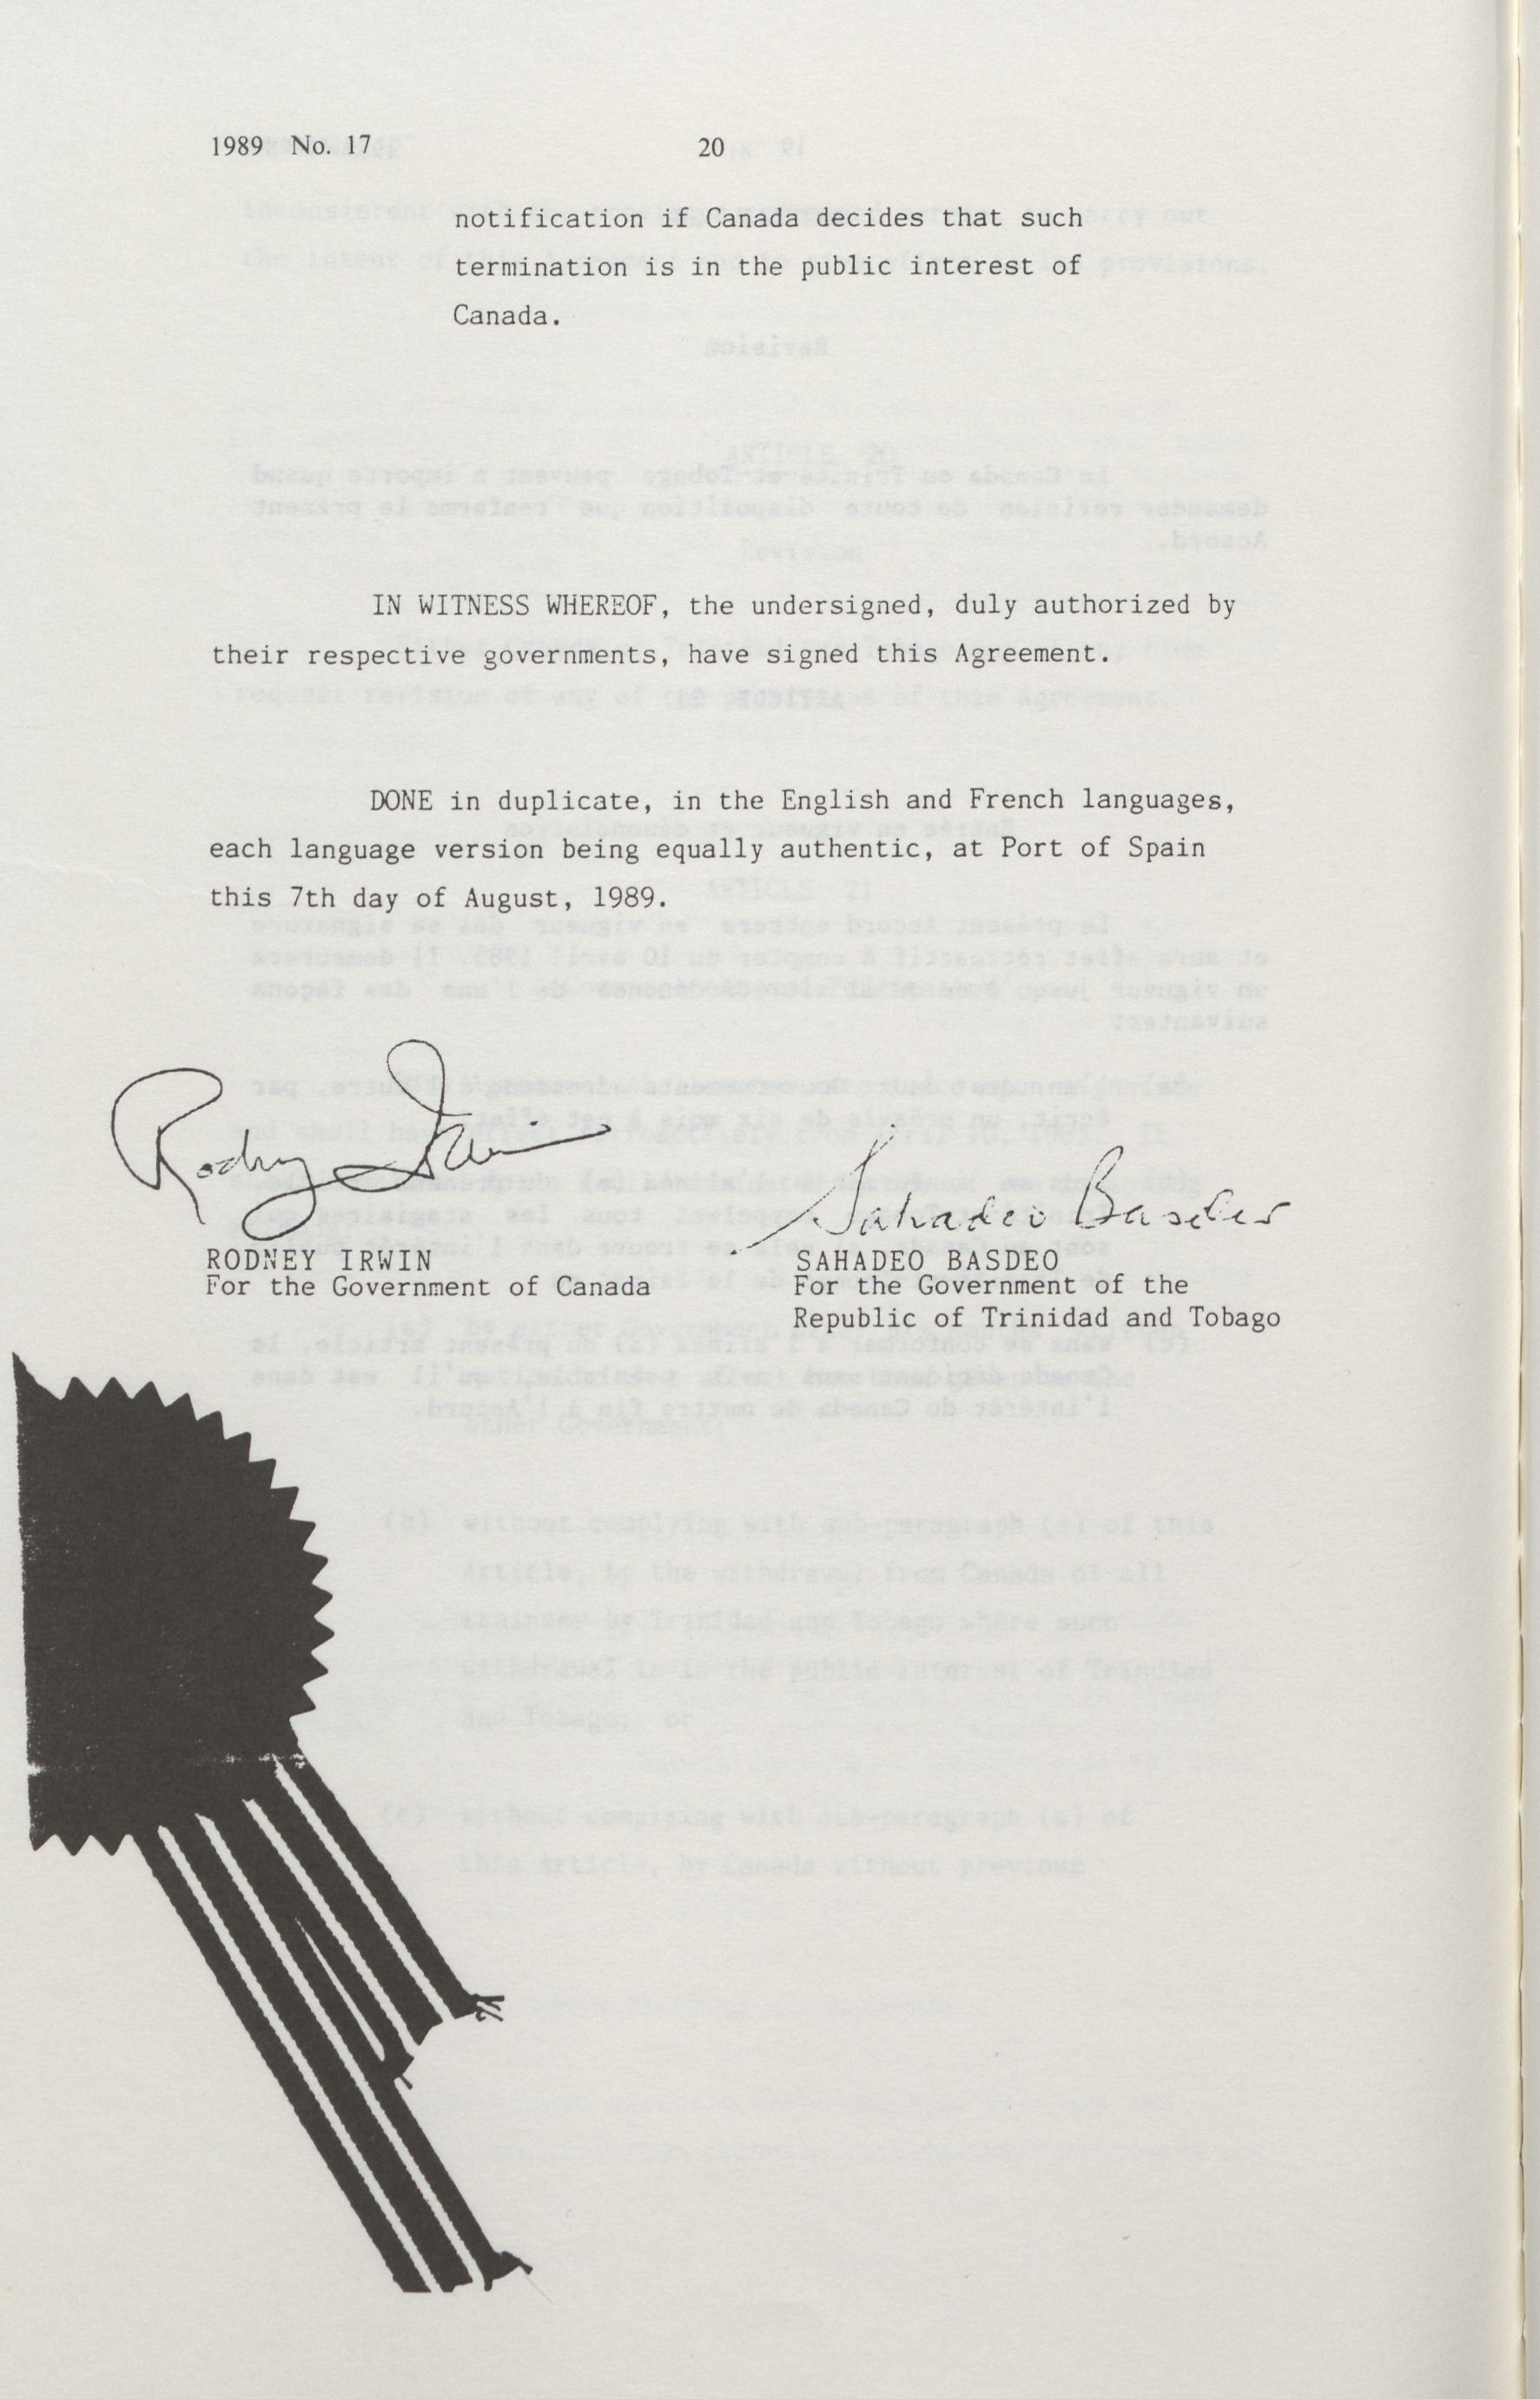 1989 No. 17
20
notification if Canada decides that such
termination is in the public interest of
Canada.
IN WITNESS WHEREOF, the undersigned, duly authorized by
their respective governments, have signed this Agreement.
DONE in duplicate, in the English and French languages,
each language version being equally authentic, at Port of Spain
this 7th day of August, 1989.
Rodney Irwin
Sahadeo Basdeo
RODNEY IRWIN
For the Government of Canada
SAHADEO BASDEO
For the Government of the
Republic of Trinidad and Tobago